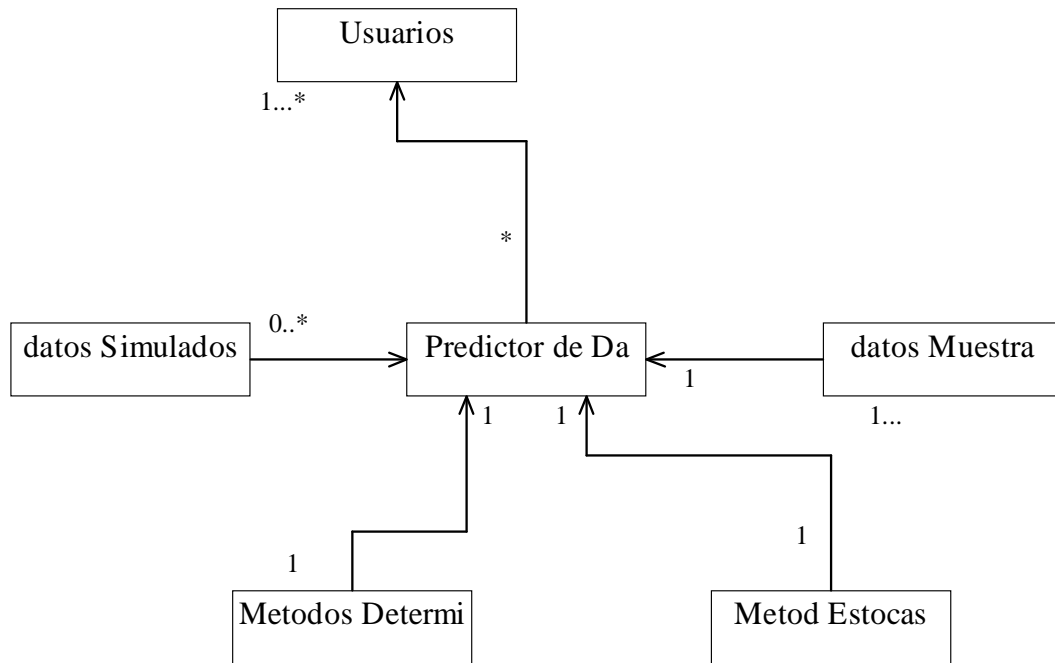 Usuarios
1...*
*
0..*
datos Simulados
Predictor de Da
datos Muestra
1
1
1
1...
1
1
Metodos Determi
Metod Estocas